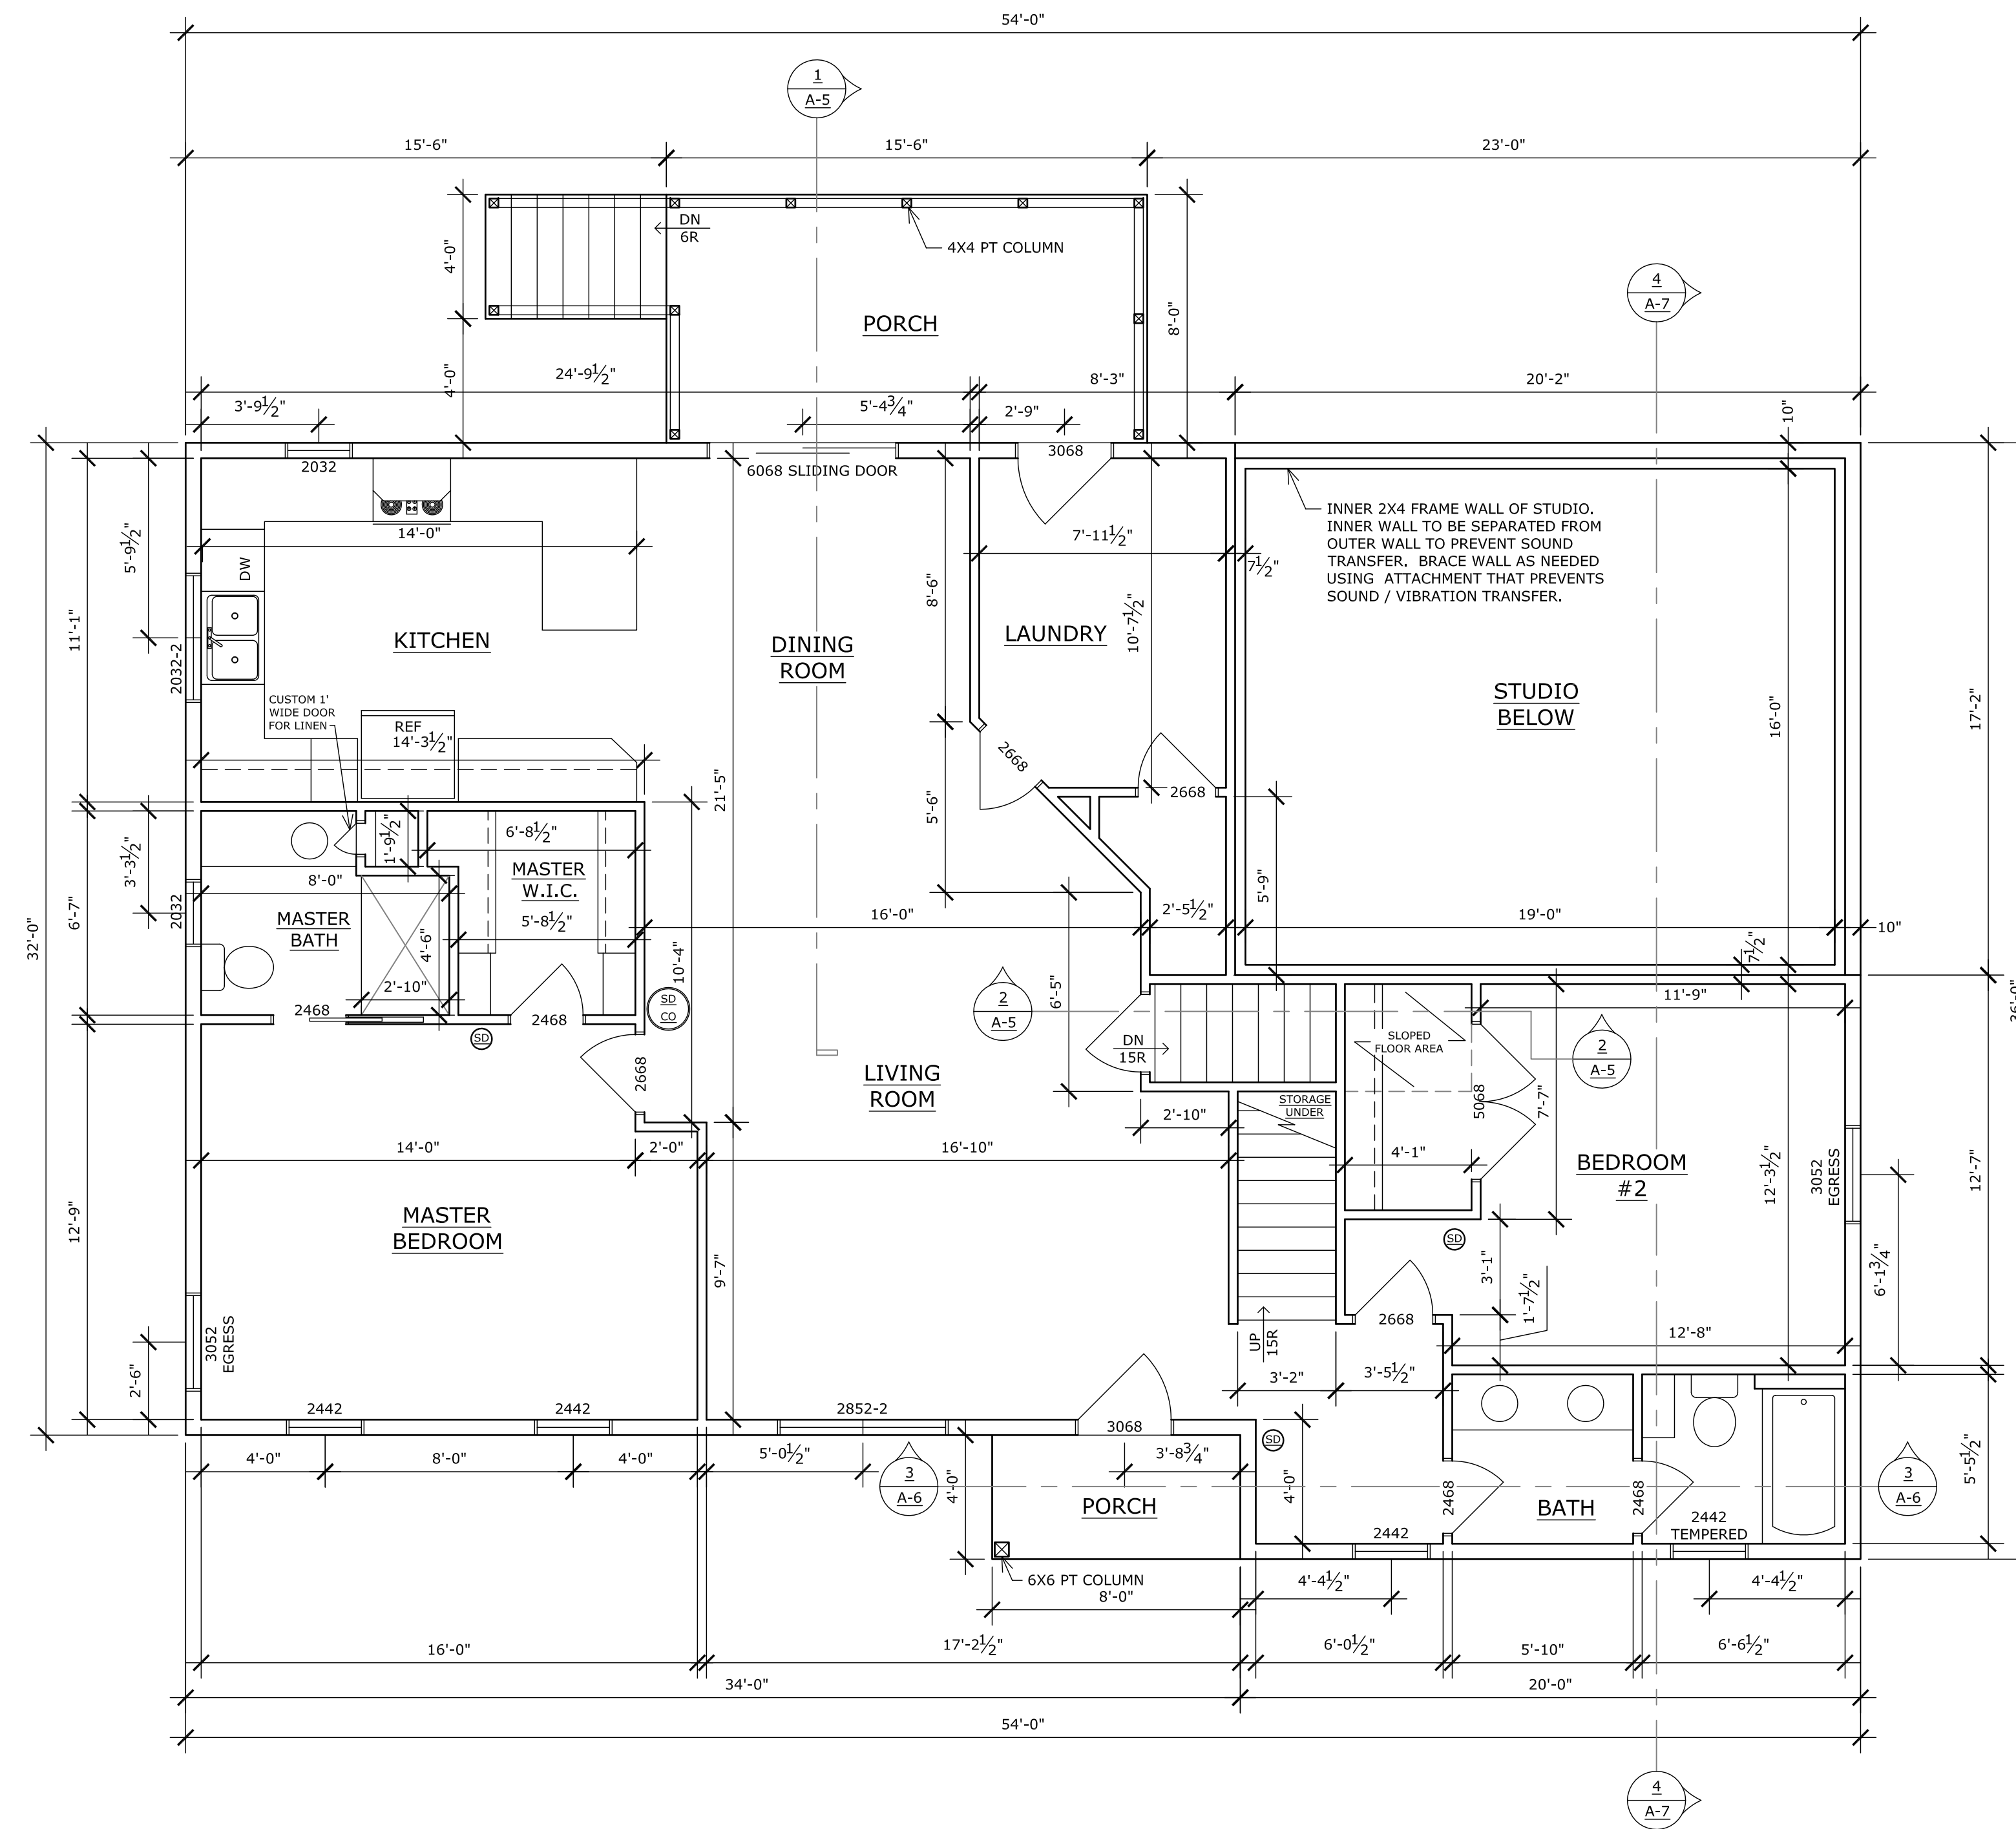 54'-0"
1
A-5
15'-6"
15'-6"
23'-0"
DN
6R
4X4 PT COLUMN
4'-0"
4
A-7
PORCH
8'-0"
4'-0"
24'-9½"
8'-3"
20'-2"
3'-9½"
5'-4¾"
2'-9"
10"
2032
6068 SLIDING DOOR
3068
INNER 2X4 FRAME WALL OF STUDIO.
INNER WALL TO BE SEPARATED FROM
OUTER WALL TO PREVENT SOUND
TRANSFER. BRACE WALL AS NEEDED
USING ATTACHMENT THAT PREVENTS
SOUND / VIBRATION TRANSFER.
14'-0"
7'-11½"
7½"
5'-9½"
DW
8'-6"
10'-7½"
11'-1"
KITCHEN
DINING
ROOM
LAUNDRY
2032-2
STUDIO
BELOW
16'-0"
17'-2"
CUSTOM 1'
WIDE DOOR
FOR LINEN
REF
14'-3½"
2668
2668
21'-5"
5'-6"
1'-9½"
6'-8½"
3'-3½"
MASTER
W.I.C.
8'-0"
5'-9"
2032
MASTER
BATH
5'-8½"
16'-0"
2'-5½"
19'-0"
10"
6'-7"
32'-0"
4'-6"
10'-4"
7½"
2'-10"
6'-5"
11'-9"
36'-0"
2468
2468
SD
CO
SD
2
A-5
DN
15R
SLOPED
FLOOR AREA
2
A-5
2668
LIVING
ROOM
STORAGE
UNDER
5068
7'-7"
2'-10"
14'-0"
2'-0"
16'-10"
4'-1"
BEDROOM
#2
12'-3½"
3052
EGRESS
12'-7"
MASTER
BEDROOM
12'-9"
SD
9'-7"
3'-1"
1'-7½"
6'-1¾"
3052
EGRESS
2'-6"
UP
15R
2668
12'-8"
3'-2"
3'-5½"
2442
2442
2852-2
3068
SD
4'-0"
8'-0"
4'-0"
5'-0½"
3
A-6
4'-0"
3'-8¾"
4'-0"
PORCH
2468
BATH
2468
2442
TEMPERED
3
A-6
5'-5½"
2442
6X6 PT COLUMN
8'-0"
4'-4½"
4'-4½"
16'-0"
17'-2½"
6'-0½"
5'-10"
6'-6½"
34'-0"
20'-0"
54'-0"
4
A-7